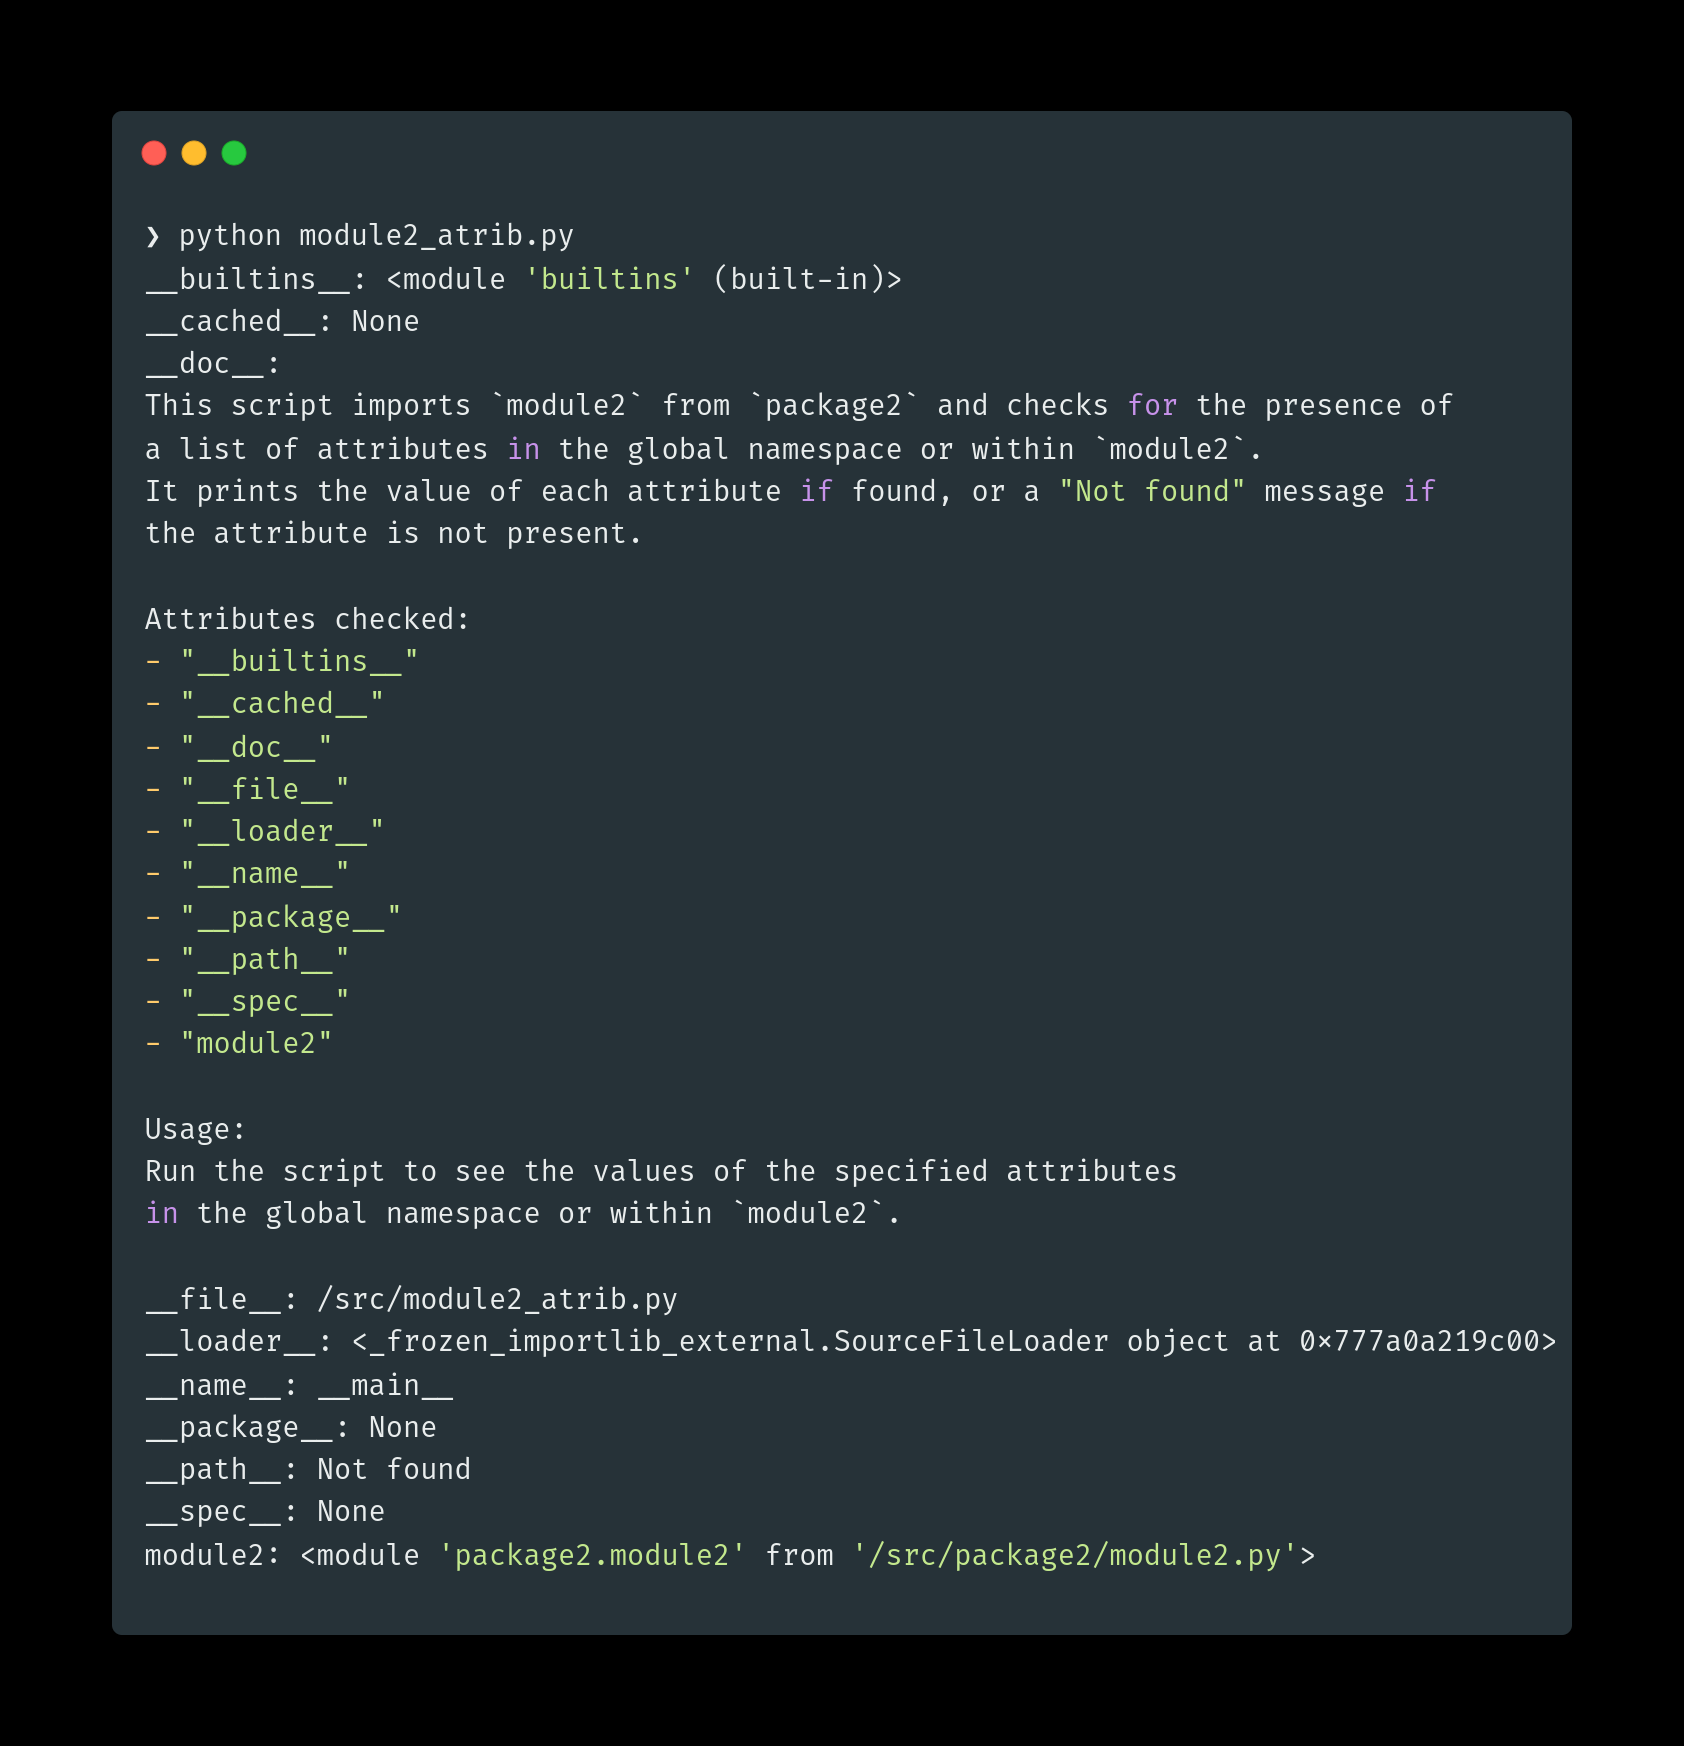 ❯ python module2_atrib.py
__builtins__: <module 'builtins' (built-in)>
__cached__: None
__doc__:
This script imports `module2` from `package2` and checks for the presence of
a list of attributes in the global namespace or within `module2`.
It prints the value of each attribute if found, or a "Not found" message if
the attribute is not present.

Attributes checked:
- "__builtins__"
- "__cached__"
- "__doc__"
- "__file__"
- "__loader__"
- "__name__"
- "__package__"
- "__path__"
- "__spec__"
- "module2"

Usage:
Run the script to see the values of the specified attributes
in the global namespace or within `module2`.

__file__: /src/module2_atrib.py
__loader__: <_frozen_importlib_external.SourceFileLoader object at 0x777a0a219c00>
__name__: __main__
__package__: None
__path__: Not found
__spec__: None
module2: <module 'package2.module2' from '/src/package2/module2.py'>